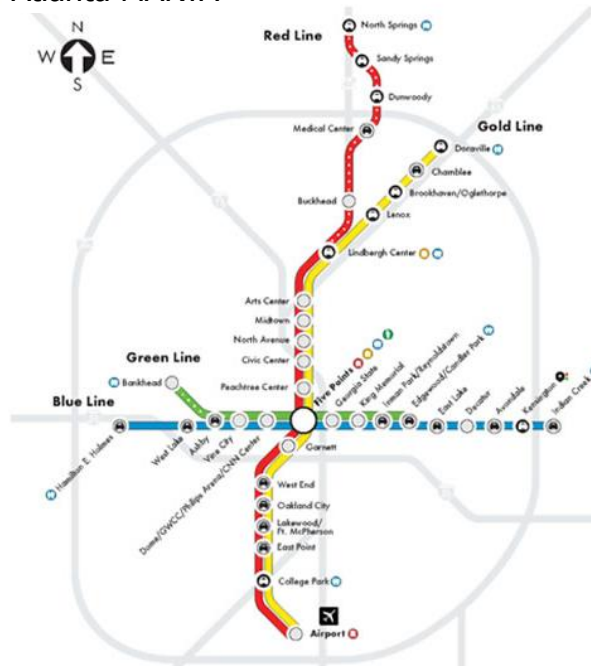 N
W E
S
Red Line
North Springs
Sandy Springs
Dunwoody
Medical Center
Gold Line
Doraville
Chamblee
Brookhaven/Oglethorpe
Buckhead
Lenox
Lindbergh Center
Arts Center
Midtown
North Avenue
Civic Center
Peachtree Center
Green Line
Bankhead
Blue Line
Hamilton E. Holmes
West Lake
Ashby
Vine City
Dome/GWCC/Philips Arena/CNN Center
Five Points
Georgia State
King Memorial
Inman Park/Reynoldstown
Edgewood/Candler Park
East Lake
Decatur
Avondale
Kensington
Indian Creek
Garnett
West End
Oakland City
Lakewood/
Ft. McPherson
East Point
College Park
Airport